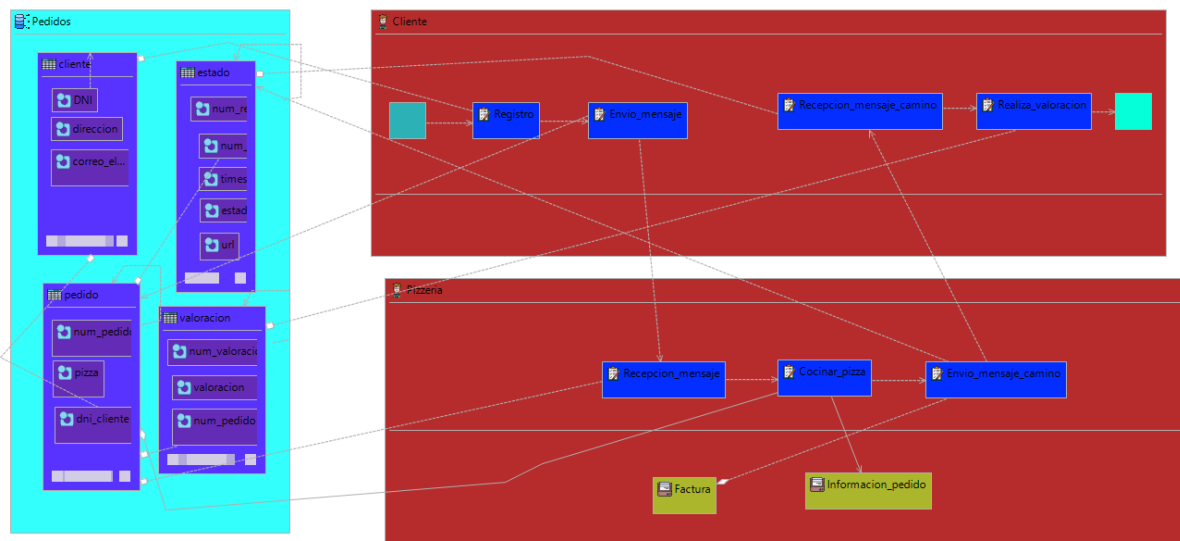 Pedidos
cliente
DNI
direccion
correo_el...
estado
num_re
num_
times
estad
url
pedido
num_pedido
pizza
dni_cliente
valoracion
num_valoracio
valoracion
num_pedido
Cliente
Registro
Envio_mensaje
Recepcion_mensaje_camino
Realiza_valoracion
Pizzeria
Recepcion_mensaje
Cocinar_pizza
Envio_mensaje_camino
Factura
Informacion_pedido